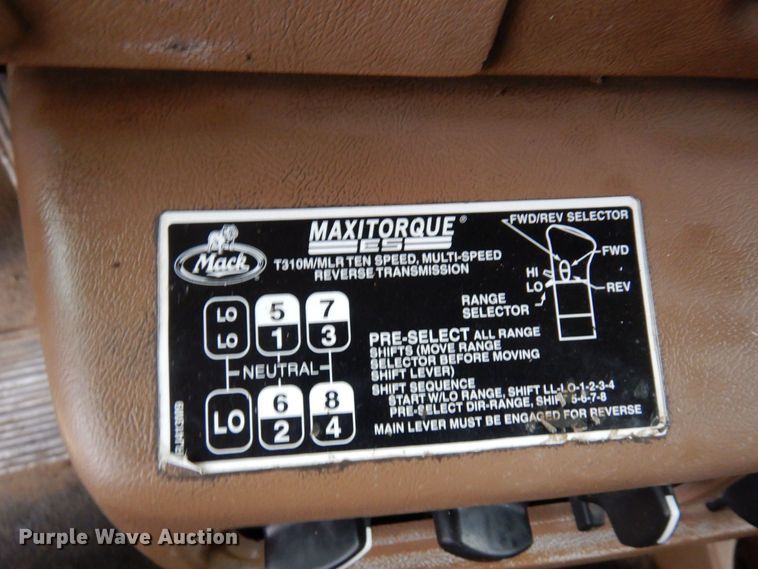 Mack
MAXITORQUE®
ES
T310M/MLR TEN SPEED, MULTI-SPEED
REVERSE TRANSMISSION
FWD/REV SELECTOR
FWD
HI
LO
REV
RANGE
SELECTOR
LO 5 7
LO 1 3
NEUTRAL
LO 6 8
2 4
PRE-SELECT ALL RANGE
SHIFTS (MOVE RANGE
SELECTOR BEFORE MOVING
SHIFT LEVER)
SHIFT SEQUENCE
START W/LO RANGE, SHIFT LL-LO-1-2-3-4
PRE-SELECT DIR-RANGE, SHIFT 5-6-7-8
MAIN LEVER MUST BE ENGAGED FOR REVERSE
Purple Wave Auction